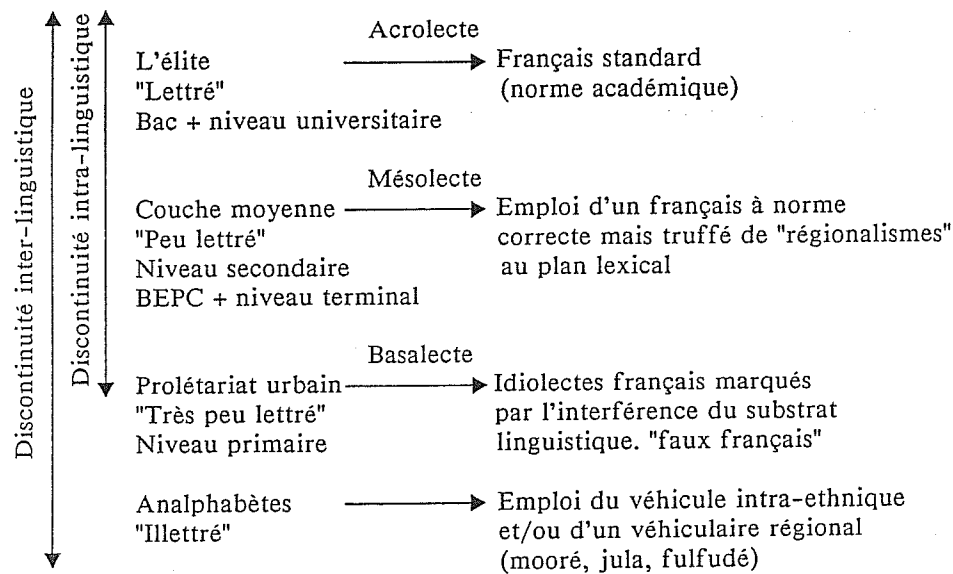 Discontinuité inter-linguistique
Discontinuité intra-linguistique
Acrolecte
L'élite
"Lettré"
Bac + niveau universitaire
Français standard
(norme académique)
Mésolecte
Couche moyenne
"Peu lettré"
Niveau secondaire
BEPC + niveau terminal
Emploi d'un français à norme
correcte mais truffé de "régionalismes"
au plan lexical
Basalecte
Prolétariat urbain
"Très peu lettré"
Niveau primaire
Idiolectes français marqués
par l'interférence du substrat
linguistique. "faux français"
Analphabètes
"Illettré"
Emploi du véhicule intra-ethnique
et/ou d'un véhiculaire régional
(mooré, jula, fulfudé)